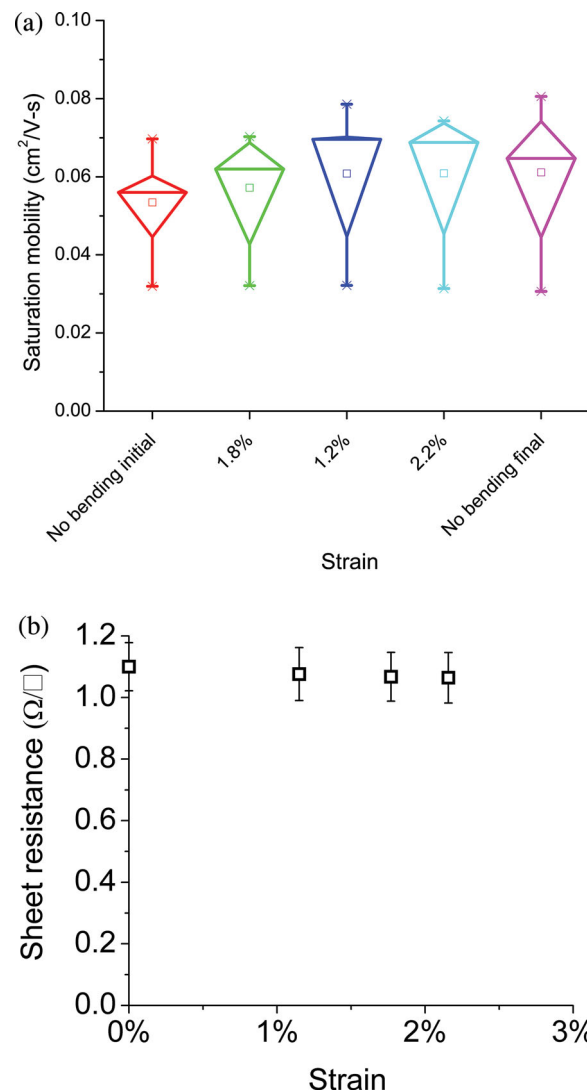 (a)
Saturation mobility (cm²/V-s)
0.10
0.08
0.06
0.04
0.02
0.00
No bending initial
1.8%
1.2%
2.2%
No bending final
Strain
(b)
Sheet resistance (Ω/□)
1.2
1.0
0.8
0.6
0.4
0.2
0.0
0% 1% 2% 3%
Strain